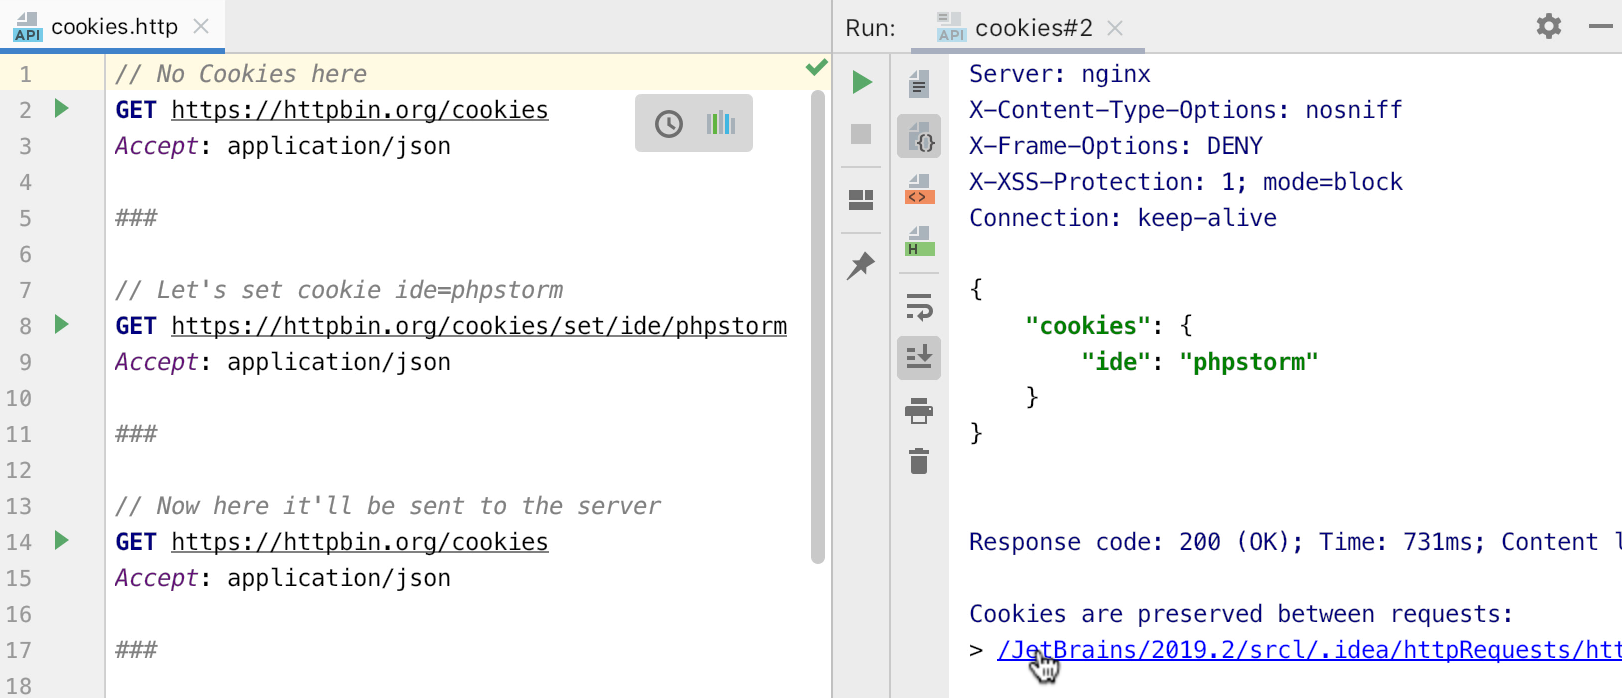 API cookies.http
1 // No Cookies here
2 GET https://httpbin.org/cookies
3 Accept: application/json
4
5 ###
6
7 // Let's set cookie ide=phpstorm
8 GET https://httpbin.org/cookies/set/ide/phpstorm
9 Accept: application/json
10
11 ###
12
13 // Now here it'll be sent to the server
14 GET https://httpbin.org/cookies
15 Accept: application/json
16
17 ###
18
Run: API cookies#2
{}
<>
H
Server: nginx
X-Content-Type-Options: nosniff
X-Frame-Options: DENY
X-XSS-Protection: 1; mode=block
Connection: keep-alive
{
"cookies": {
"ide": "phpstorm"
}
}
Response code: 200 (OK); Time: 731ms; Content
Cookies are preserved between requests:
> /JetBrains/2019.2/srcl/.idea/httpRequests/htt